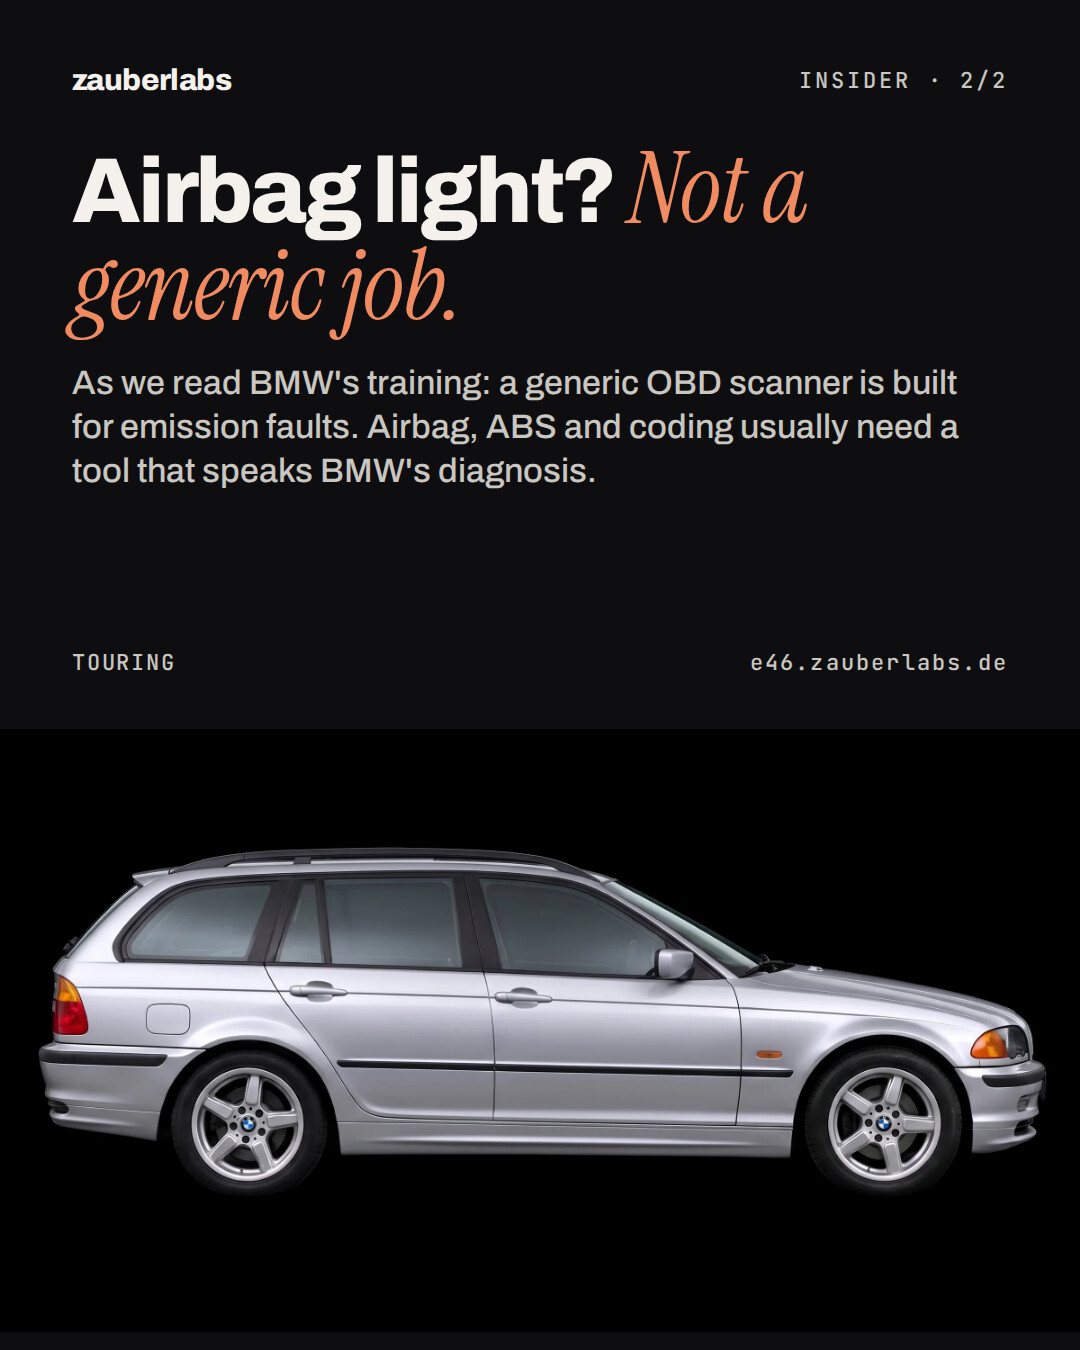 zauberlabs
INSIDER · 2/2
Airbag light? Not a
generic job.
As we read BMW's training: a generic OBD scanner is built
for emission faults. Airbag, ABS and coding usually need a
tool that speaks BMW's diagnosis.
TOURING
e46.zauberlabs.de